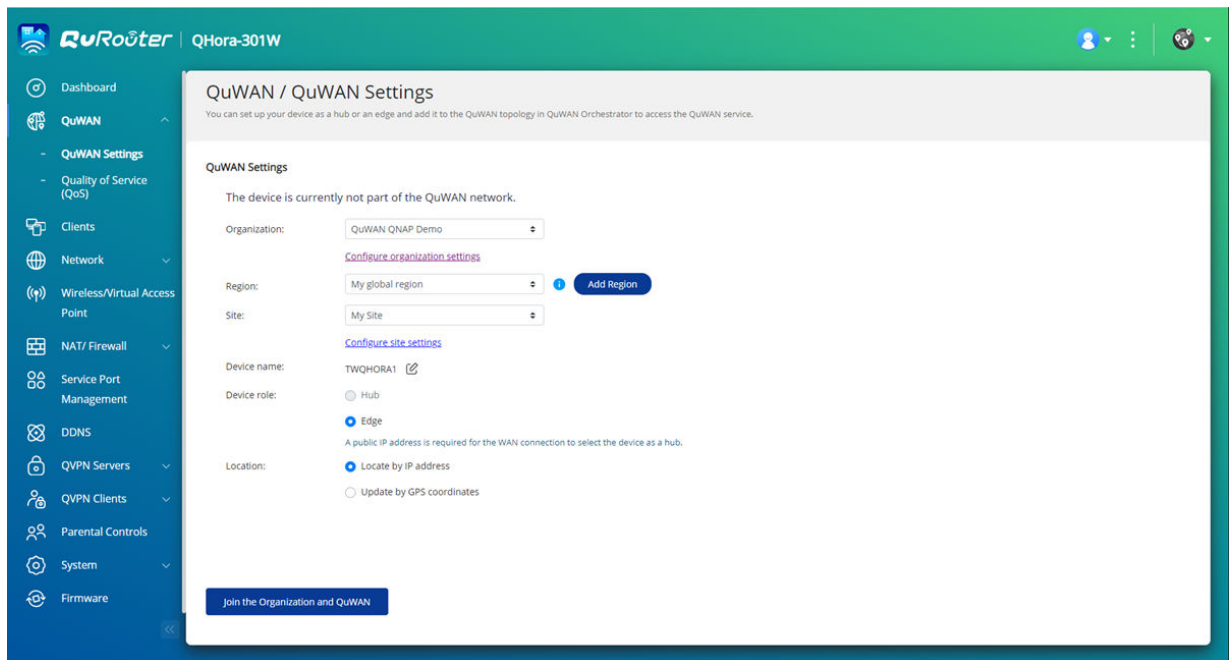 QuRouter | QHora-301W
Dashboard
QuWAN
- QuWAN Settings
- Quality of Service
(QoS)
Clients
Network
Wireless/Virtual Access
Point
NAT/ Firewall
Service Port
Management
DDNS
QVPN Servers
QVPN Clients
Parental Controls
System
Firmware
QuWAN / QuWAN Settings
You can set up your device as a hub or an edge and add it to the QuWAN topology in QuWAN Orchestrator to access the QuWAN service.
QuWAN Settings
The device is currently not part of the QuWAN network.
Organization: QuWAN QNAP Demo
Configure organization settings
Region: My global region Add Region
Site: My Site
Configure site settings
Device name: TWQHORA1
Device role: Hub
Edge
A public IP address is required for the WAN connection to select the device as a hub.
Location: Locate by IP address
Update by GPS coordinates
Join the Organization and QuWAN